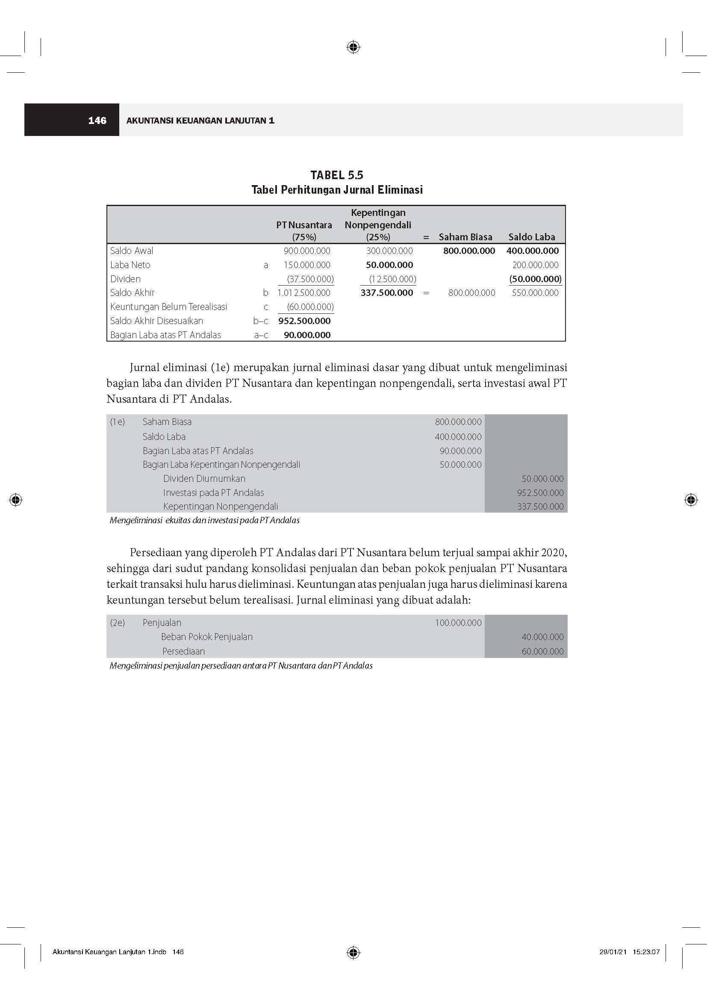 146 AKUNTANSI KEUANGAN LANJUTAN 1
TABEL 5.5
Tabel Perhitungan Jurnal Eliminasi
Kepentingan
PT Nusantara Nonpengendali
(75%) (25%) = Saham Biasa Saldo Laba
Saldo Awal 900.000.000 300.000.000 800.000.000 400.000.000
Laba Neto a 150.000.000 50.000.000 200.000.000
Dividen (37.500.000) (12.500.000) (50.000.000)
Saldo Akhir b 1.012.500.000 337.500.000 = 800.000.000 550.000.000
Keuntungan Belum Terealisasi c (60.000.000)
Saldo Akhir Disesuaikan b–c 952.500.000
Bagian Laba atas PT Andalas a–c 90.000.000
Jurnal eliminasi (1e) merupakan jurnal eliminasi dasar yang dibuat untuk mengeliminasi
bagian laba dan dividen PT Nusantara dan kepentingan nonpengendali, serta investasi awal PT
Nusantara di PT Andalas.
(1e) Saham Biasa 800.000.000
Saldo Laba 400.000.000
Bagian Laba atas PT Andalas 90.000.000
Bagian Laba Kepentingan Nonpengendali 50.000.000
Dividen Diumumkan 50.000.000
Investasi pada PT Andalas 952.500.000
Kepentingan Nonpengendali 337.500.000
Mengeliminasi ekuitas dan investasi pada PT Andalas
Persediaan yang diperoleh PT Andalas dari PT Nusantara belum terjual sampai akhir 2020,
sehingga dari sudut pandang konsolidasi penjualan dan beban pokok penjualan PT Nusantara
terkait transaksi hulu harus dieliminasi. Keuntungan atas penjualan juga harus dieliminasi karena
keuntungan tersebut belum terealisasi. Jurnal eliminasi yang dibuat adalah:
(2e) Penjualan 100.000.000
Beban Pokok Penjualan 40.000.000
Persediaan 60.000.000
Mengeliminasi penjualan persediaan antara PT Nusantara dan PT Andalas
Akuntansi Keuangan Lanjutan 1.indb 146 29/01/21 15:23:07